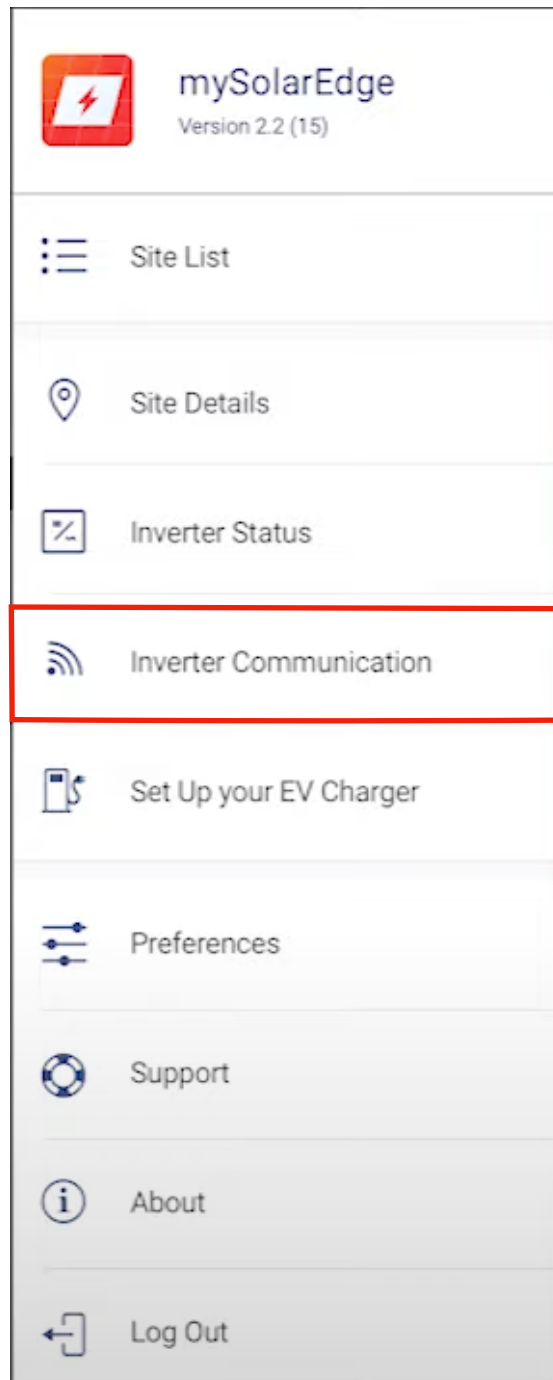 mySolarEdge
Version 2.2 (15)
Site List
Site Details
Inverter Status
Inverter Communication
Set Up your EV Charger
Preferences
Support
About
Log Out